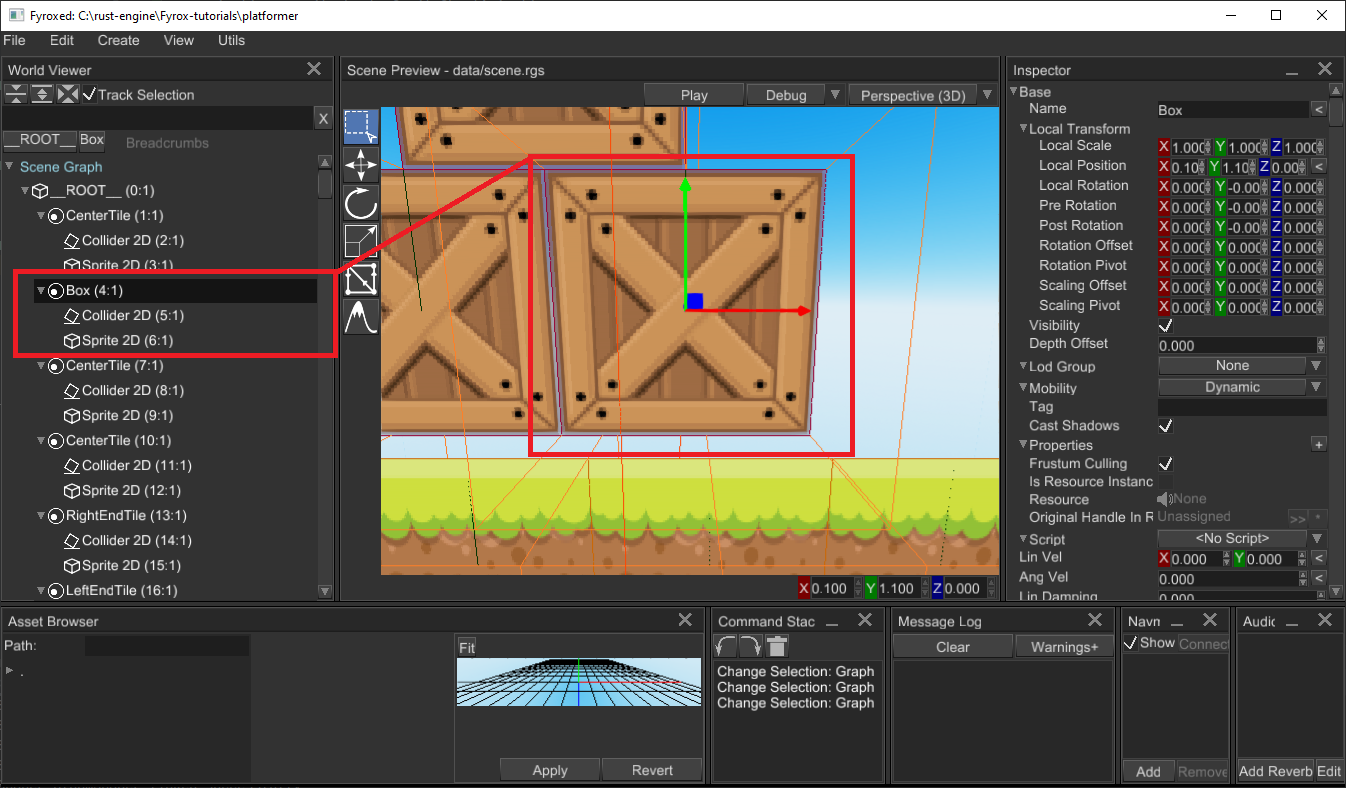 Fyroxed: C:\rust-engine\Fyrox-tutorials\platformer
File Edit Create View Utils
World Viewer
Track Selection
X
__ROOT__ Box Breadcrumbs
Scene Graph
__ROOT__ (0:1)
CenterTile (1:1)
Collider 2D (2:1)
Sprite 2D (3:1)
Box (4:1)
Collider 2D (5:1)
Sprite 2D (6:1)
CenterTile (7:1)
Collider 2D (8:1)
Sprite 2D (9:1)
CenterTile (10:1)
Collider 2D (11:1)
Sprite 2D (12:1)
RightEndTile (13:1)
Collider 2D (14:1)
Sprite 2D (15:1)
LeftEndTile (16:1)
Scene Preview - data/scene.rgs
Play Debug Perspective (3D)
X 0.100 Y 1.100 Z 0.000
Inspector
Base
Name Box <
Local Transform
Local Scale X 1.000 Y 1.000 Z 1.000
Local Position X 0.10 Y 1.10 Z 0.00 <
Local Rotation X 0.000 Y -0.00 Z 0.000
Pre Rotation X 0.000 Y -0.00 Z 0.000
Post Rotation X 0.000 Y -0.00 Z 0.000
Rotation Offset X 0.000 Y 0.000 Z 0.000
Rotation Pivot X 0.000 Y 0.000 Z 0.000
Scaling Offset X 0.000 Y 0.000 Z 0.000
Scaling Pivot X 0.000 Y 0.000 Z 0.000
Visibility
Depth Offset 0.000
Lod Group None
Mobility Dynamic
Tag
Cast Shadows
Properties +
Frustum Culling
Is Resource Instanc
Resource None
Original Handle In R Unassigned >> *
Script <No Script>
Lin Vel X 0.000 Y 0.000 <
Ang Vel 0.000 <
Lin Damping 0.000
Asset Browser
Path:
.
Fit
Apply Revert
Command Stac
Change Selection: Graph
Change Selection: Graph
Change Selection: Graph
Message Log
Clear Warnings+
Navn
Show Connect
Add Remove
Audic
Add Reverb Edit